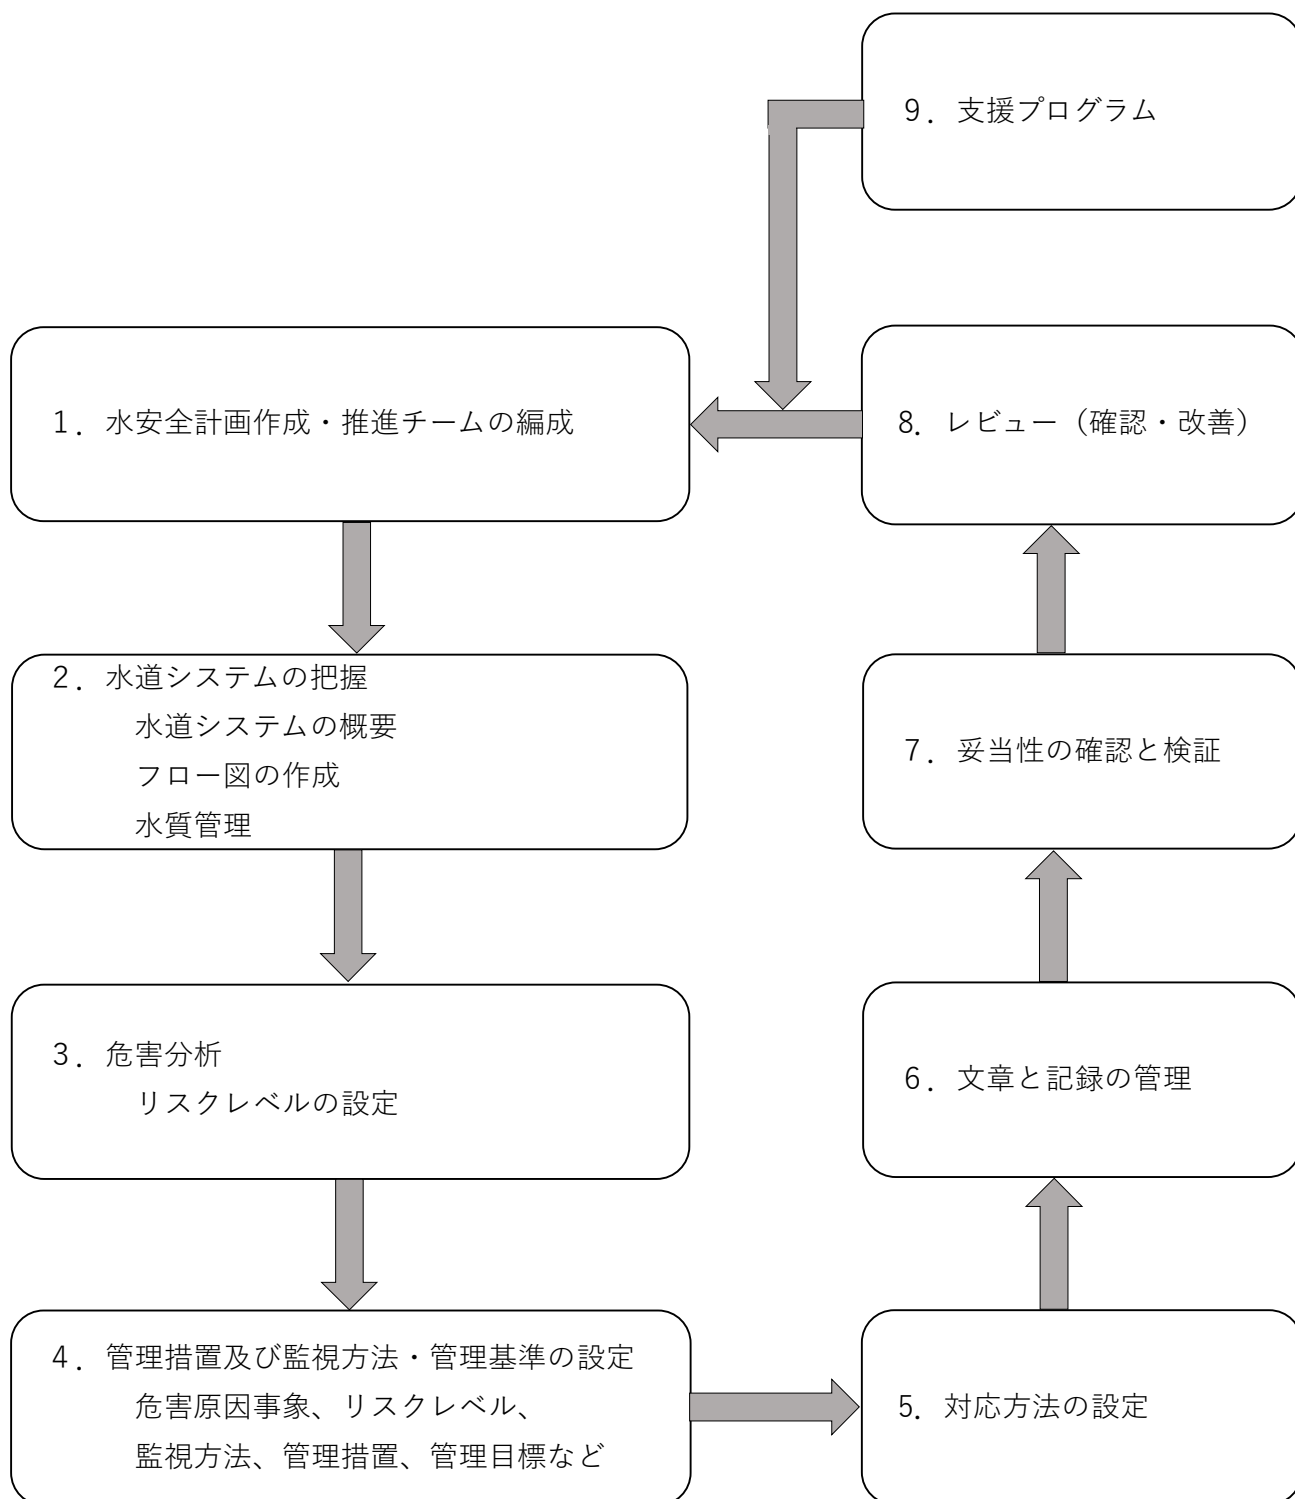 9．支援プログラム
1．水安全計画作成・推進チームの編成
8．レビュー（確認・改善）
2．水道システムの把握
水道システムの概要
フロー図の作成
水質管理
7．妥当性の確認と検証
3．危害分析
リスクレベルの設定
6．文章と記録の管理
4．管理措置及び監視方法・管理基準の設定
危害原因事象、リスクレベル、
監視方法、管理措置、管理目標など
5．対応方法の設定